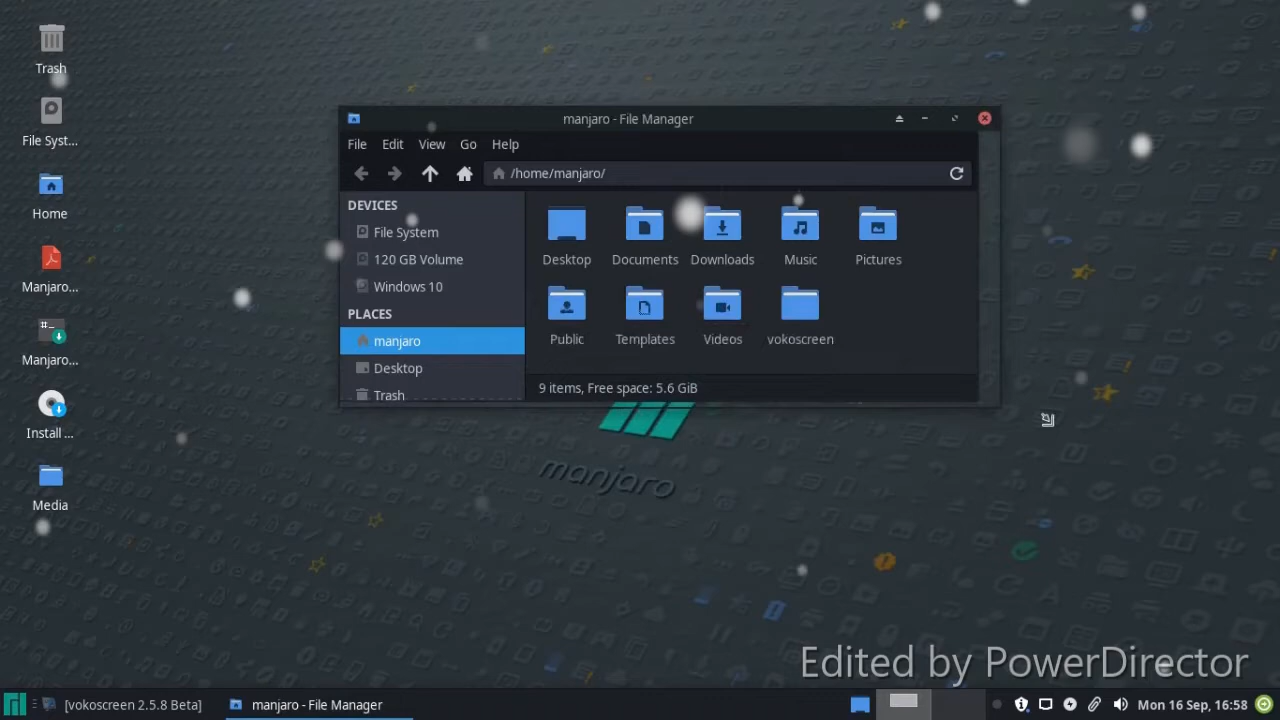 Trash
File Syst...
Home
Manjaro...
Manjaro...
Install ...
Media
manjaro - File Manager
File Edit View Go Help
/home/manjaro/
DEVICES
File System
120 GB Volume
Windows 10
PLACES
manjaro
Desktop
Trash
Desktop Documents Downloads Music Pictures
Public Templates Videos vokoscreen
9 items, Free space: 5.6 GiB
manjaro
Edited by PowerDirector
[vokoscreen 2.5.8 Beta] manjaro - File Manager Mon 16 Sep, 16:58